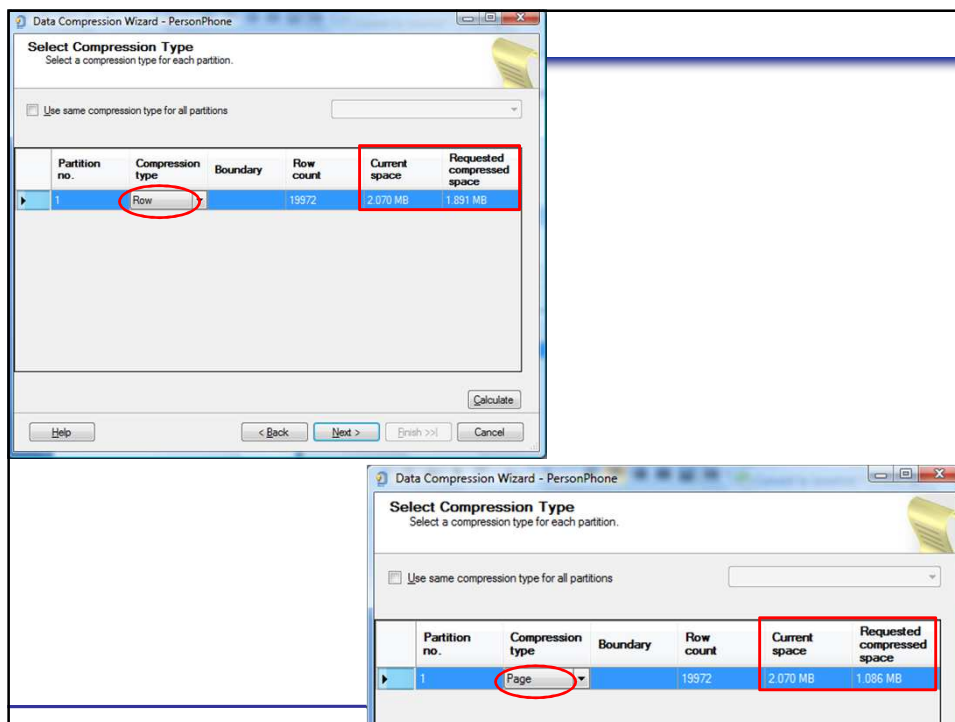 Data Compression Wizard - PersonPhone
Select Compression Type
Select a compression type for each partition.
Use same compression type for all partitions
Partition no. Compression type Boundary Row count Current space Requested compressed space
1 Row 19972 2.070 MB 1.891 MB
Calculate
Help < Back Next > Finish >>| Cancel
Data Compression Wizard - PersonPhone
Select Compression Type
Select a compression type for each partition.
Use same compression type for all partitions
Partition no. Compression type Boundary Row count Current space Requested compressed space
1 Page 19972 2.070 MB 1.086 MB